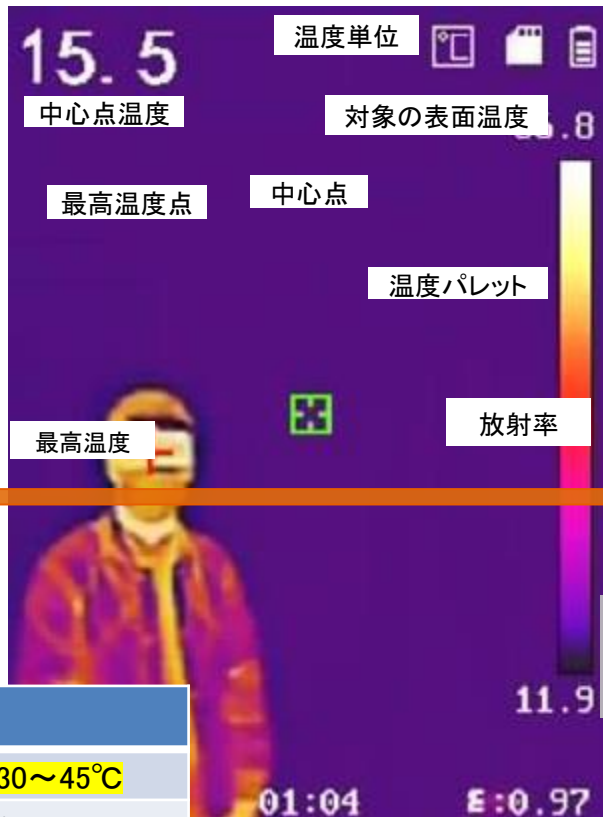 15.5
温度単位
℃
中心点温度
対象の表面温度
.8
最高温度点
中心点
温度パレット
最高温度
放射率
11.9
30～45℃
01:04
ε:0.97